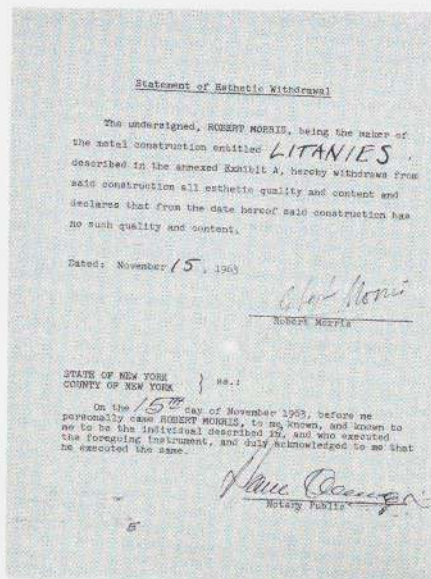 Statement of Esthetic Withdrawal
The undersigned, ROBERT MORRIS, being the maker of
the metal construction entitled LITANIES,
described in the annexed Exhibit A, hereby withdraws from
said construction all esthetic quality and content and
declares that from the date hereof said construction has
no such quality and content.
Dated: November 15, 1963
Robert Morris
Robert Morris
STATE OF NEW YORK
COUNTY OF NEW YORK } ss.:
On the 15TH day of November 1963, before me
personally came ROBERT MORRIS, to me known, and known to
me to be the individual described in, and who executed
the foregoing instrument, and duly acknowledged to me that
he executed the same.
Notary Public